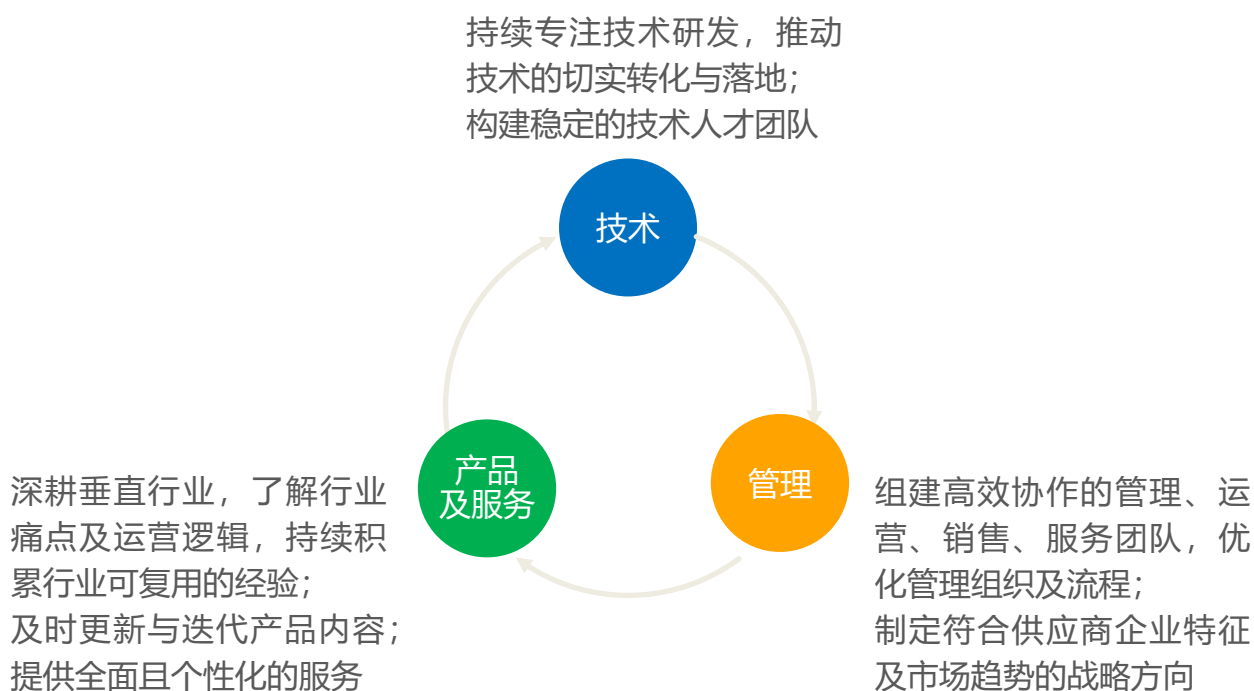 持续专注技术研发，推动
技术的切实转化与落地；
构建稳定的技术人才团队
技术
产品
及服务
管理
深耕垂直行业，了解行业
痛点及运营逻辑，持续积
累行业可复用的经验；
及时更新与迭代产品内容；
提供全面且个性化的服务
组建高效协作的管理、运
营、销售、服务团队，优
化管理组织及流程；
制定符合供应商企业特征
及市场趋势的战略方向